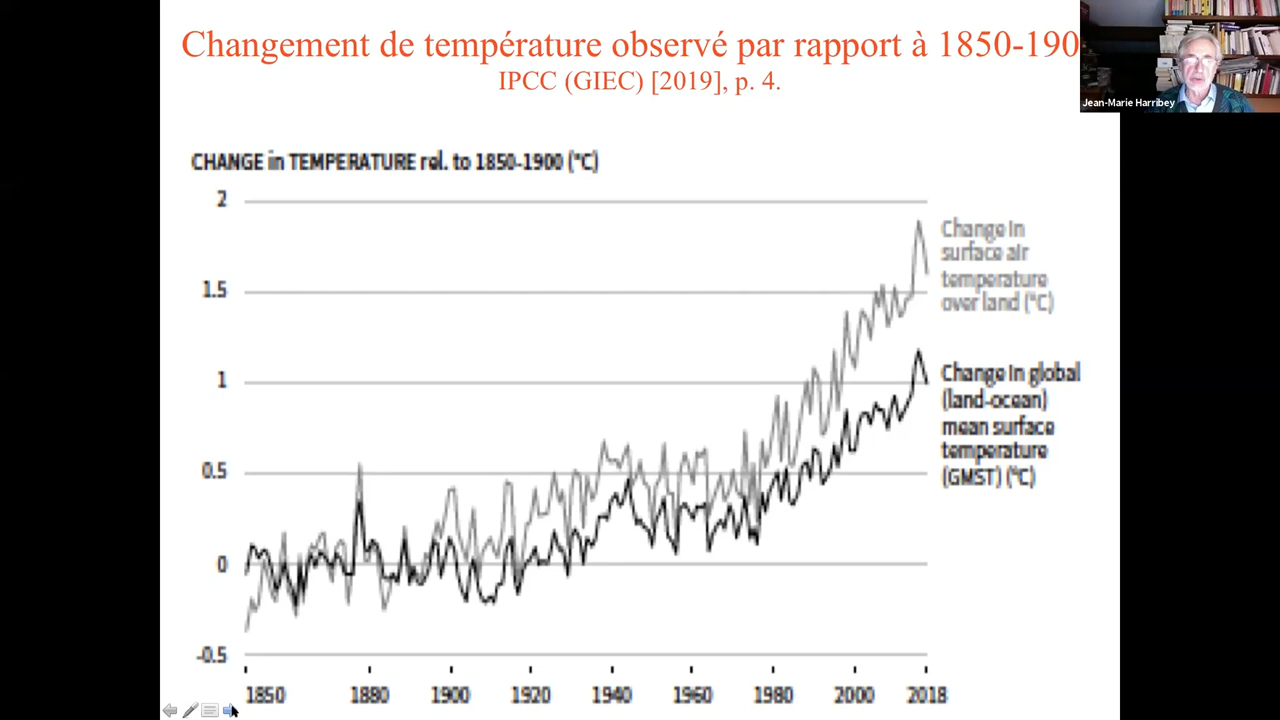 Changement de température observé par rapport à 1850-190
IPCC (GIEC) [2019], p. 4.
Jean-Marie Harribey
CHANGE in TEMPERATURE rel. to 1850-1900 (°C)
2
1.5
1
0.5
0
-0.5
Change in
surface air
temperature
over land (°C)
Change in global
(land-ocean)
mean surface
temperature
(GMST) (°C)
1850 1880 1900 1920 1940 1960 1980 2000 2018